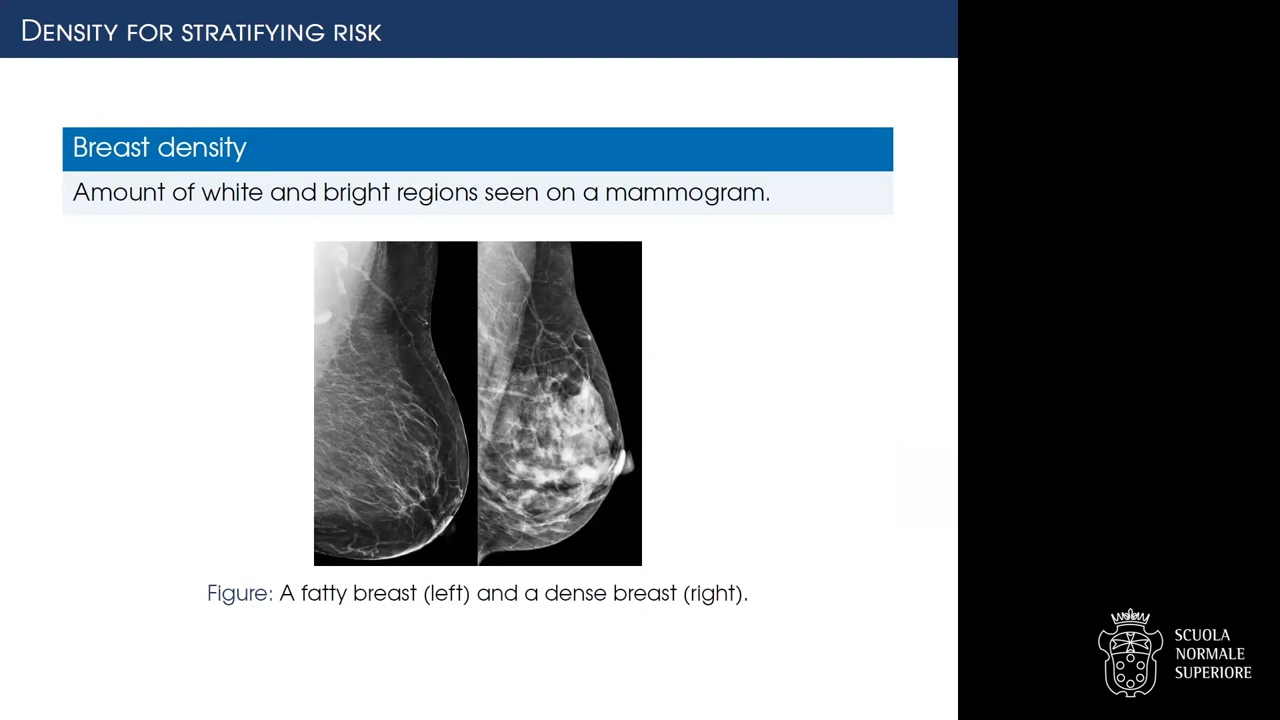 Density for stratifying risk
Breast density
Amount of white and bright regions seen on a mammogram.
Figure: A fatty breast (left) and a dense breast (right).
SCUOLA
NORMALE
SUPERIORE